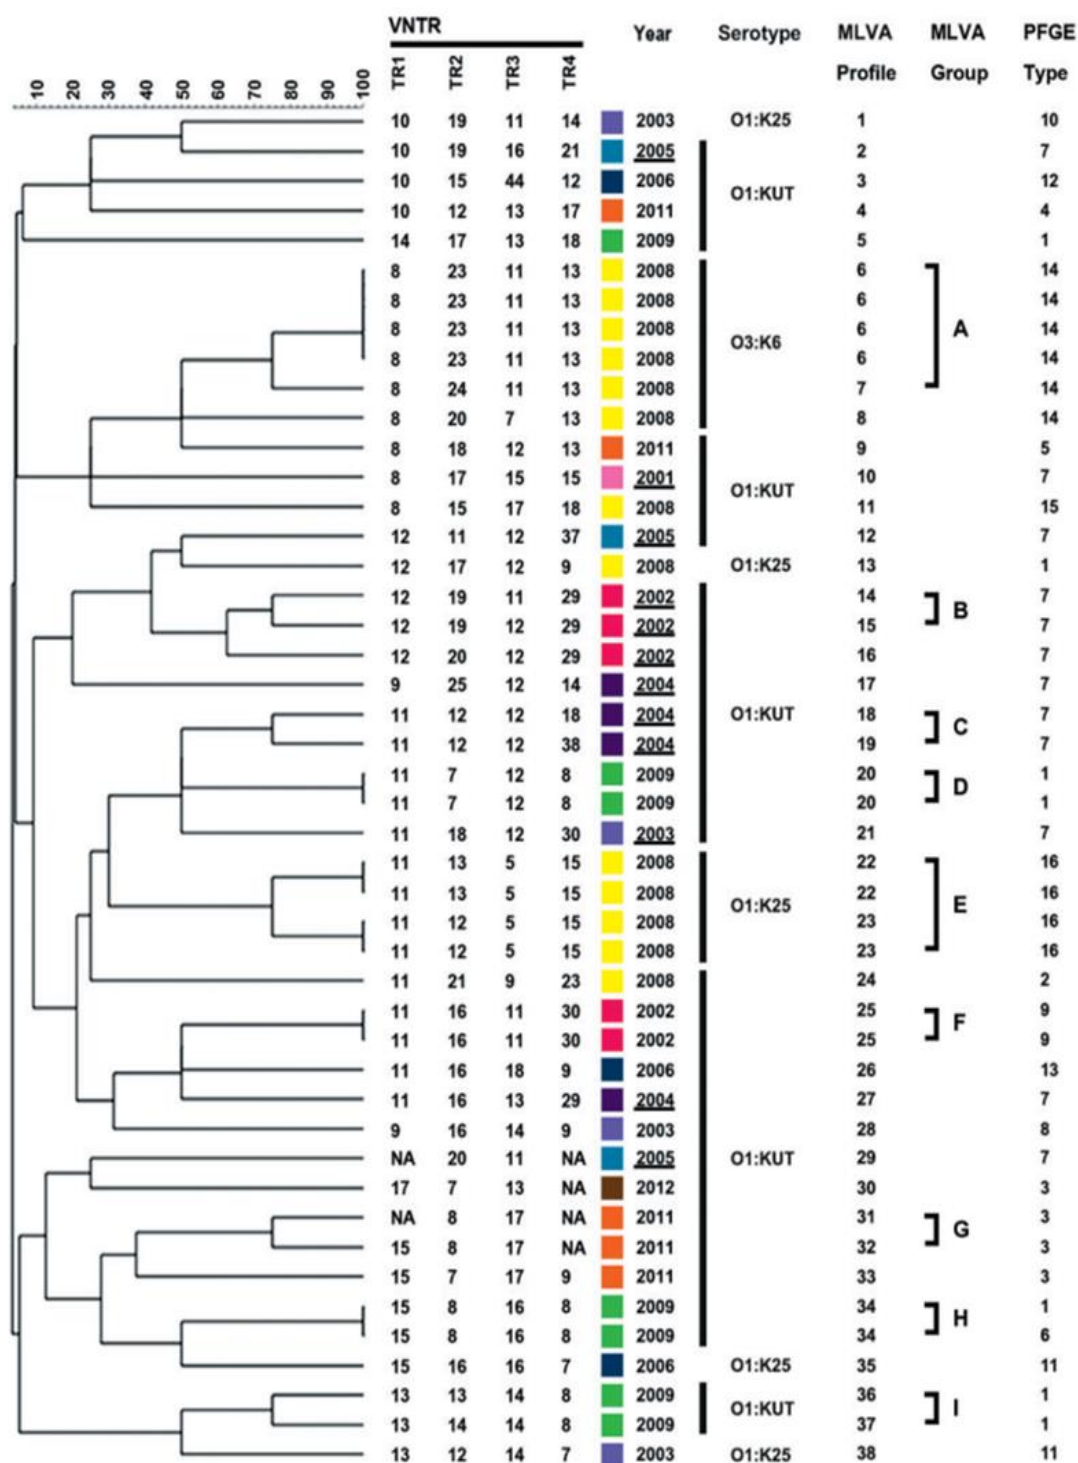 VNTR Year Serotype MLVA MLVA PFGE
TR1 TR2 TR3 TR4 Profile Group Type
10 20 30 40 50 60 70 80 90 100
10 19 11 14 2003 O1:K25 1 10
10 19 16 21 2005 2 7
10 15 44 12 2006 3 12
O1:KUT
10 12 13 17 2011 4 4
14 17 13 18 2009 5 1
8 23 11 13 2008 6 14
8 23 11 13 2008 6 14
8 23 11 13 2008 6 A 14
O3:K6
8 23 11 13 2008 6 14
8 24 11 13 2008 7 14
8 20 7 13 2008 8 14
8 18 12 13 2011 9 5
8 17 15 15 2001 10 7
O1:KUT
8 15 17 18 2008 11 15
12 11 12 37 2005 12 7
12 17 12 9 2008 O1:K25 13 1
12 19 11 29 2002 14 7
B
12 19 12 29 2002 15 7
12 20 12 29 2002 16 7
9 25 12 14 2004 17 7
11 12 12 18 2004 O1:KUT 18 7
C
11 12 12 38 2004 19 7
11 7 12 8 2009 20 1
D
11 7 12 8 2009 20 1
11 18 12 30 2003 21 7
11 13 5 15 2008 22 16
11 13 5 15 2008 22 16
O1:K25 E
11 12 5 15 2008 23 16
11 12 5 15 2008 23 16
11 21 9 23 2008 24 2
11 16 11 30 2002 25 9
F
11 16 11 30 2002 25 9
11 16 18 9 2006 26 13
11 16 13 29 2004 27 7
9 16 14 9 2003 28 8
NA 20 11 NA 2005 O1:KUT 29 7
17 7 13 NA 2012 30 3
NA 8 17 NA 2011 31 3
G
15 8 17 NA 2011 32 3
15 7 17 9 2011 33 3
15 8 16 8 2009 34 1
H
15 8 16 8 2009 34 6
15 16 16 7 2006 O1:K25 35 11
13 13 14 8 2009 36 1
O1:KUT I
13 14 14 8 2009 37 1
13 12 14 7 2003 O1:K25 38 11